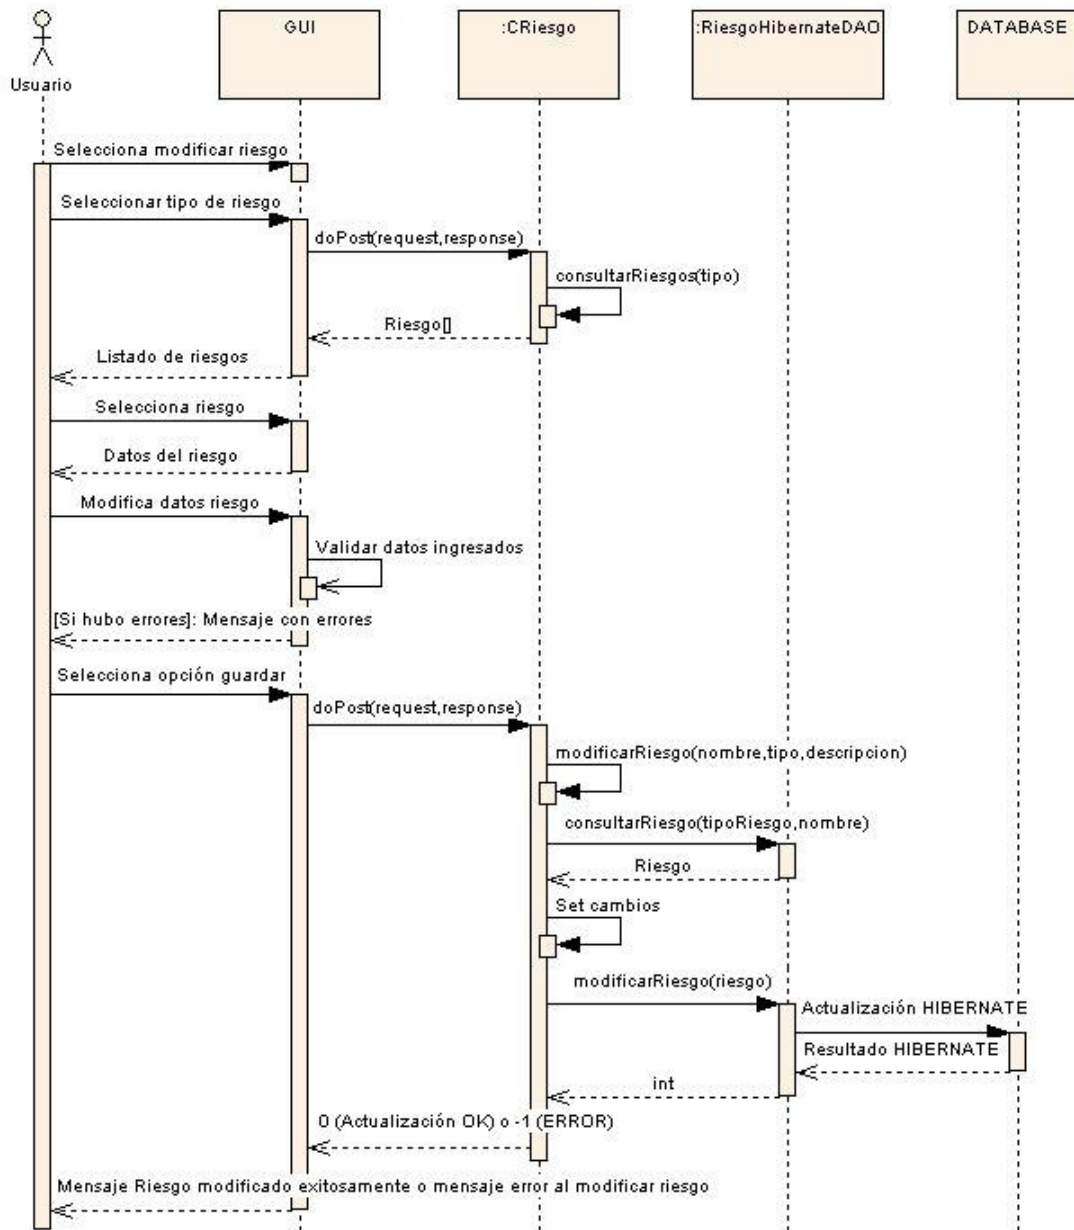 GUI
:CRiesgo
:RiesgoHibernateDAO
DATABASE
Usuario
Selecciona modificar riesgo
Seleccionar tipo de riesgo
doPost(request,response)
consultarRiesgos(tipo)
Riesgo[]
Listado de riesgos
Selecciona riesgo
Datos del riesgo
Modifica datos riesgo
Validar datos ingresados
[Si hubo errores]: Mensaje con errores
Selecciona opción guardar
doPost(request,response)
modificarRiesgo(nombre,tipo,descripcion)
consultarRiesgo(tipoRiesgo,nombre)
Riesgo
Set cambios
modificarRiesgo(riesgo)
Actualización HIBERNATE
Resultado HIBERNATE
int
0 (Actualización OK) o -1 (ERROR)
Mensaje Riesgo modificado exitosamente o mensaje error al modificar riesgo